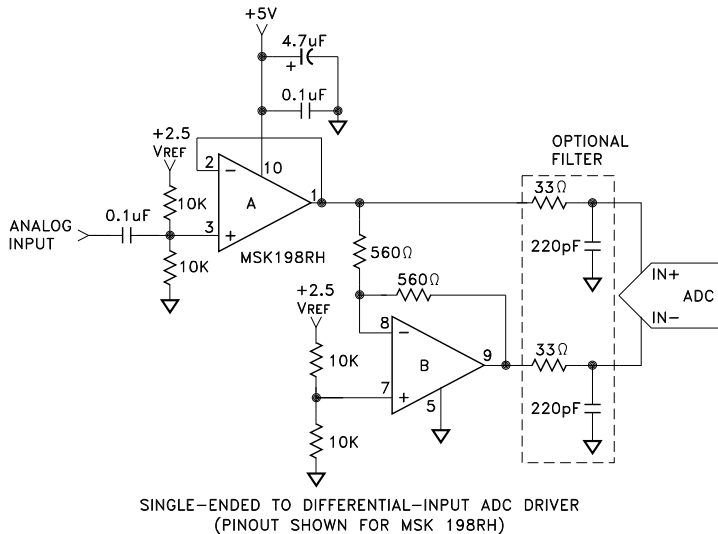 +5V
4.7uF
+
0.1uF
+2.5
VREF
10K
2
−
10
A
1
3
+
MSK198RH
ANALOG
INPUT
0.1uF
10K
OPTIONAL
FILTER
33Ω
220pF
560Ω
560Ω
IN+
ADC
IN−
+2.5
VREF
10K
8
−
B
9
7
+
5
33Ω
220pF
10K
SINGLE-ENDED TO DIFFERENTIAL-INPUT ADC DRIVER
(PINOUT SHOWN FOR MSK 198RH)